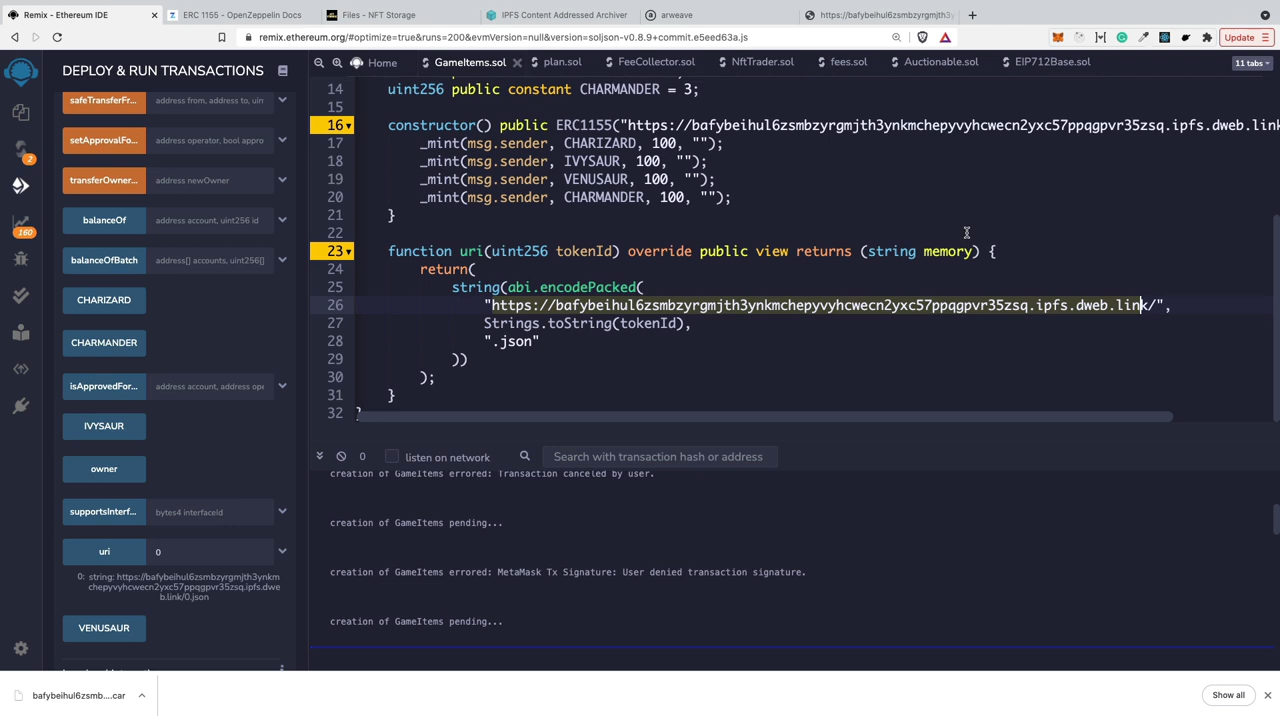 Remix - Ethereum IDE
ERC 1155 - OpenZeppelin Docs
Files - NFT Storage
IPFS Content Addressed Archiver
arweave
https://bafybeihul6zsmbzyrgmjth3y
remix.ethereum.org/#optimize=true&runs=200&evmVersion=null&version=soljson-v0.8.9+commit.e5eed63a.js
Update
DEPLOY & RUN TRANSACTIONS
Home
GameItems.sol
plan.sol
FeeCollector.sol
NftTrader.sol
fees.sol
Auctionable.sol
EIP712Base.sol
11 tabs
safeTransferFr... address from, address to, uin
setApprovalFo... address operator, bool appro
transferOwner... address newOwner
balanceOf address account, uint256 id
balanceOfBatch address[] accounts, uint256[]
CHARIZARD
CHARMANDER
isApprovedFor... address account, address ope
IVYSAUR
owner
supportsInterf... bytes4 interfaceId
uri 0
0: string: https://bafybeihul6zsmbzyrgmjth3ynkm
chepyvyhcwecn2yxc57ppqgpvr35zsq.ipfs.dwe
b.link/0.json
VENUSAUR
2
160
14 uint256 public constant CHARMANDER = 3;
15
16 constructor() public ERC1155("https://bafybeihul6zsmbzyrgmjth3ynkmchepyvyhcwecn2yxc57ppqgpvr35zsq.ipfs.dweb.link
17 _mint(msg.sender, CHARIZARD, 100, "");
18 _mint(msg.sender, IVYSAUR, 100, "");
19 _mint(msg.sender, VENUSAUR, 100, "");
20 _mint(msg.sender, CHARMANDER, 100, "");
21 }
22
23 function uri(uint256 tokenId) override public view returns (string memory) {
24 return(
25 string(abi.encodePacked(
26 "https://bafybeihul6zsmbzyrgmjth3ynkmchepyvyhcwecn2yxc57ppqgpvr35zsq.ipfs.dweb.link/",
27 Strings.toString(tokenId),
28 ".json"
29 ))
30 );
31 }
32 }
0 listen on network Search with transaction hash or address
creation of GameItems errored: Transaction canceled by user.
creation of GameItems pending...
creation of GameItems errored: MetaMask Tx Signature: User denied transaction signature.
creation of GameItems pending...
bafybeihul6zsmb....car
Show all